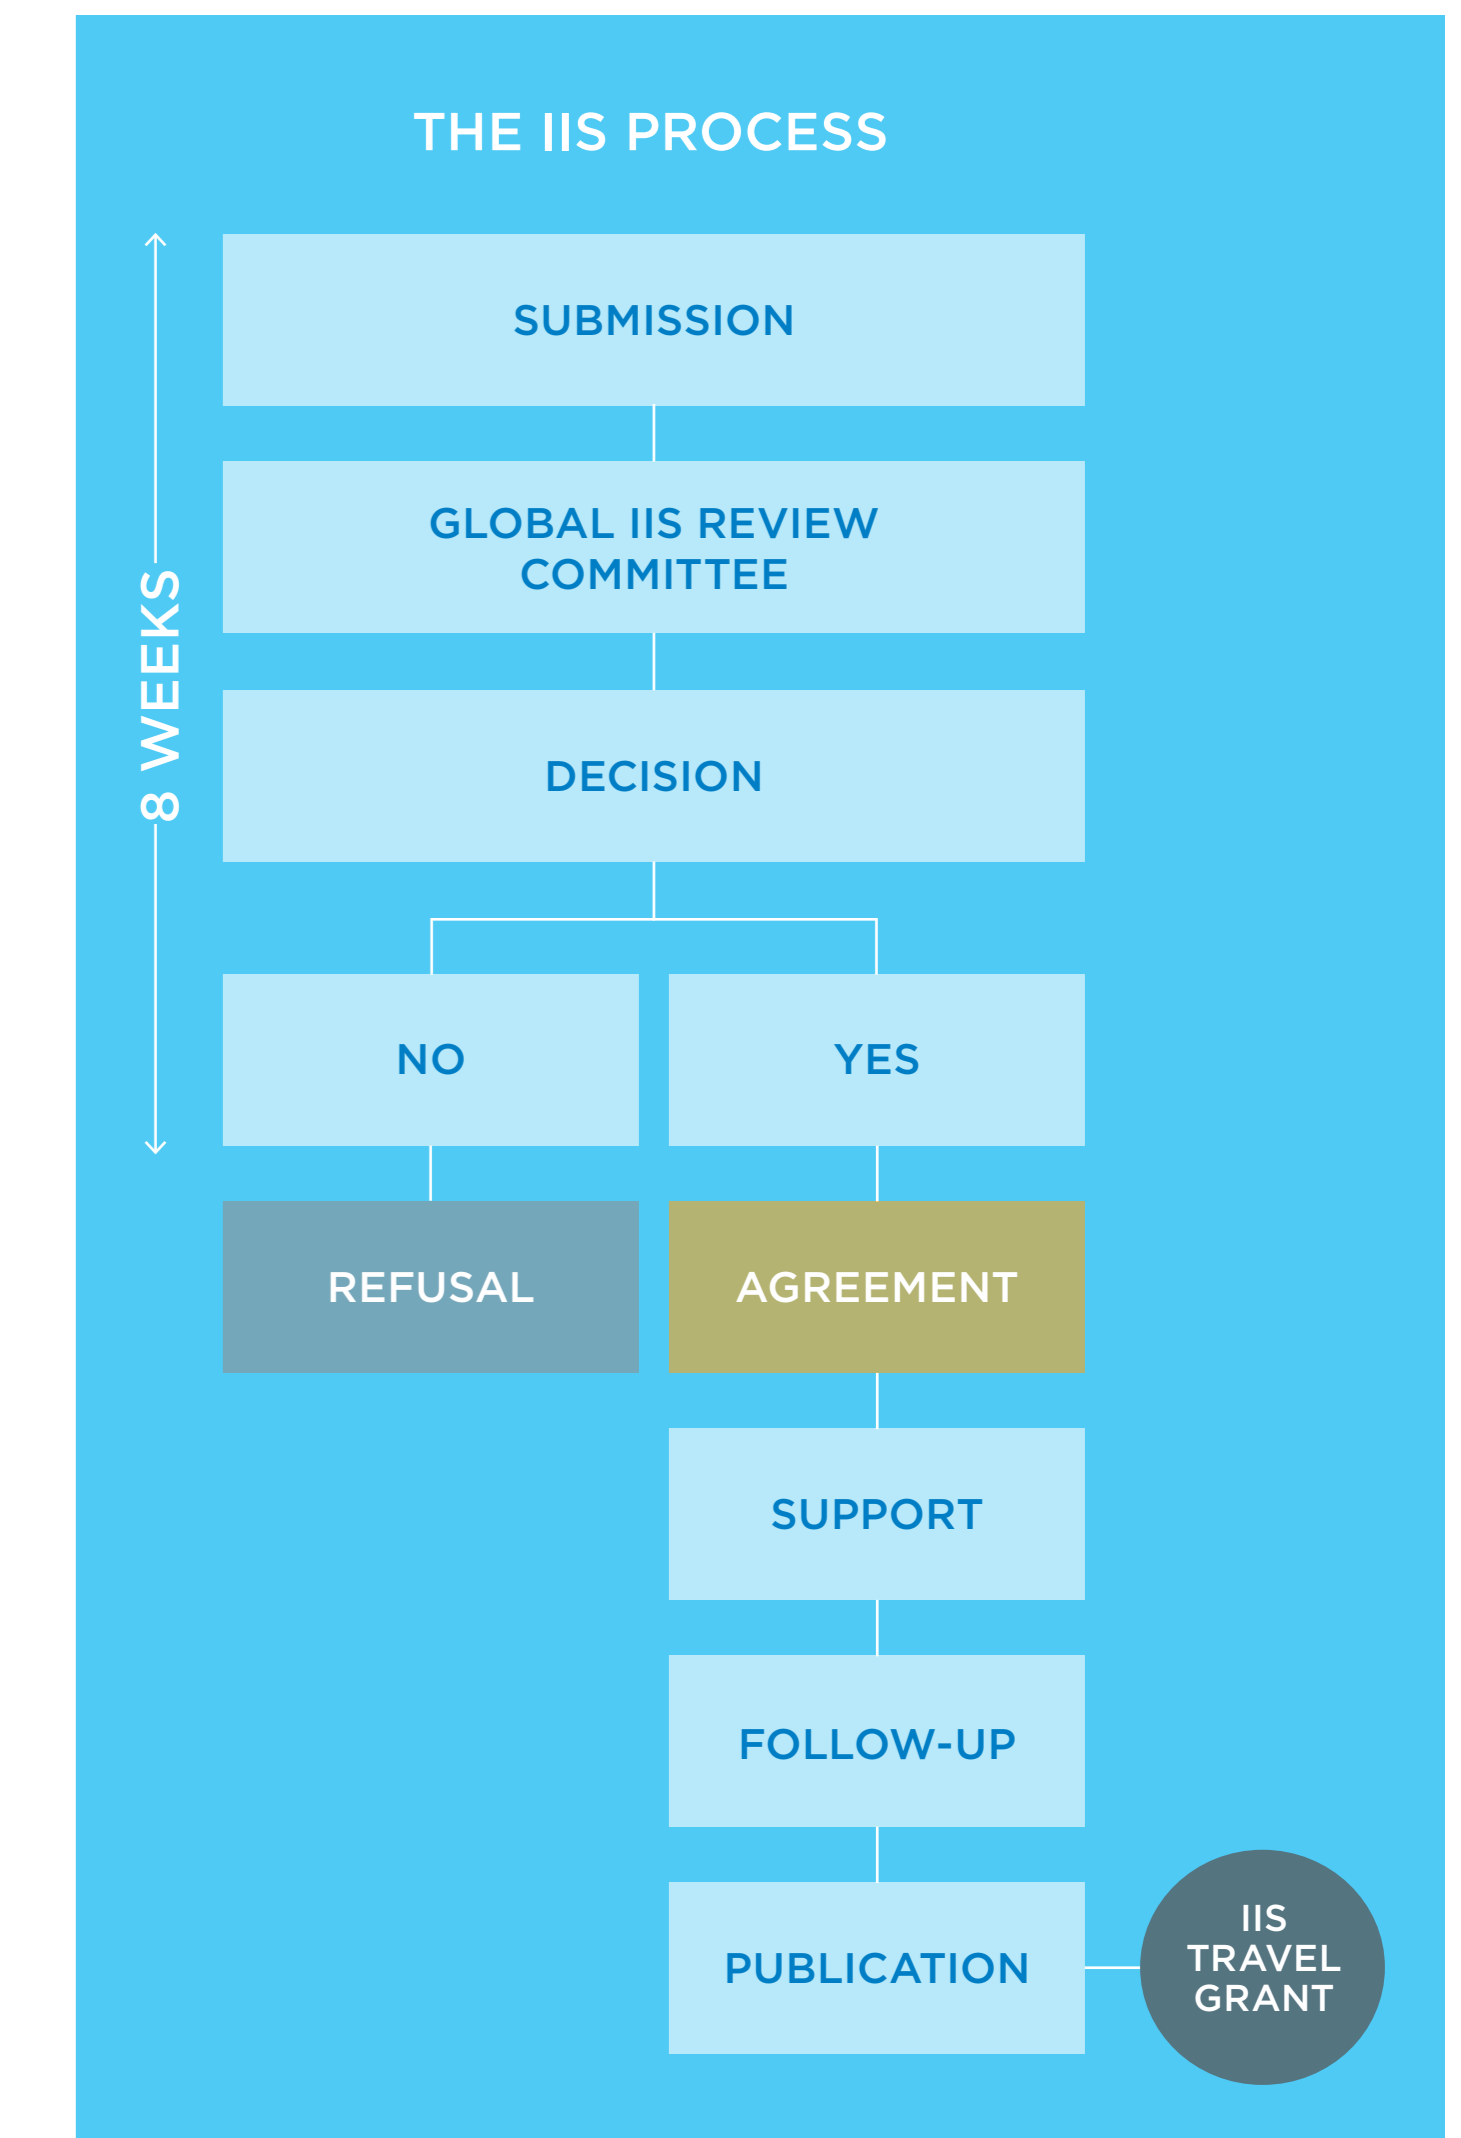 THE IIS PROCESS
8 WEEKS
SUBMISSION
GLOBAL IIS REVIEW
COMMITTEE
DECISION
NO
YES
REFUSAL
AGREEMENT
SUPPORT
FOLLOW-UP
PUBLICATION
IIS
TRAVEL
GRANT